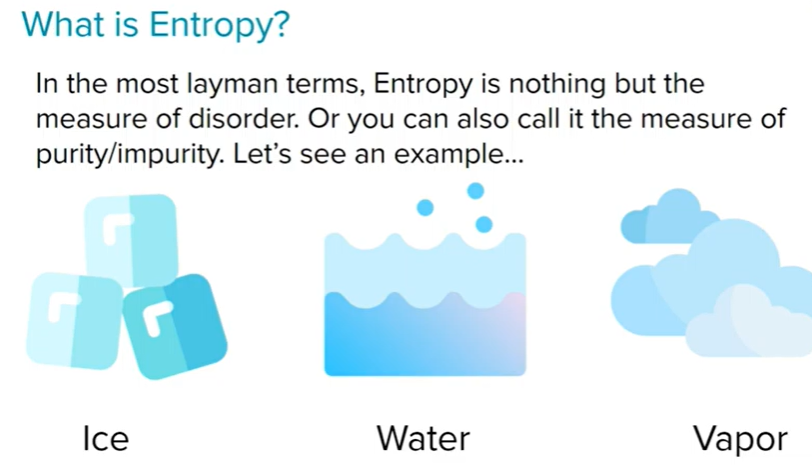 What is Entropy?
In the most layman terms, Entropy is nothing but the
measure of disorder. Or you can also call it the measure of
purity/impurity. Let’s see an example...
Ice
Water
Vapor